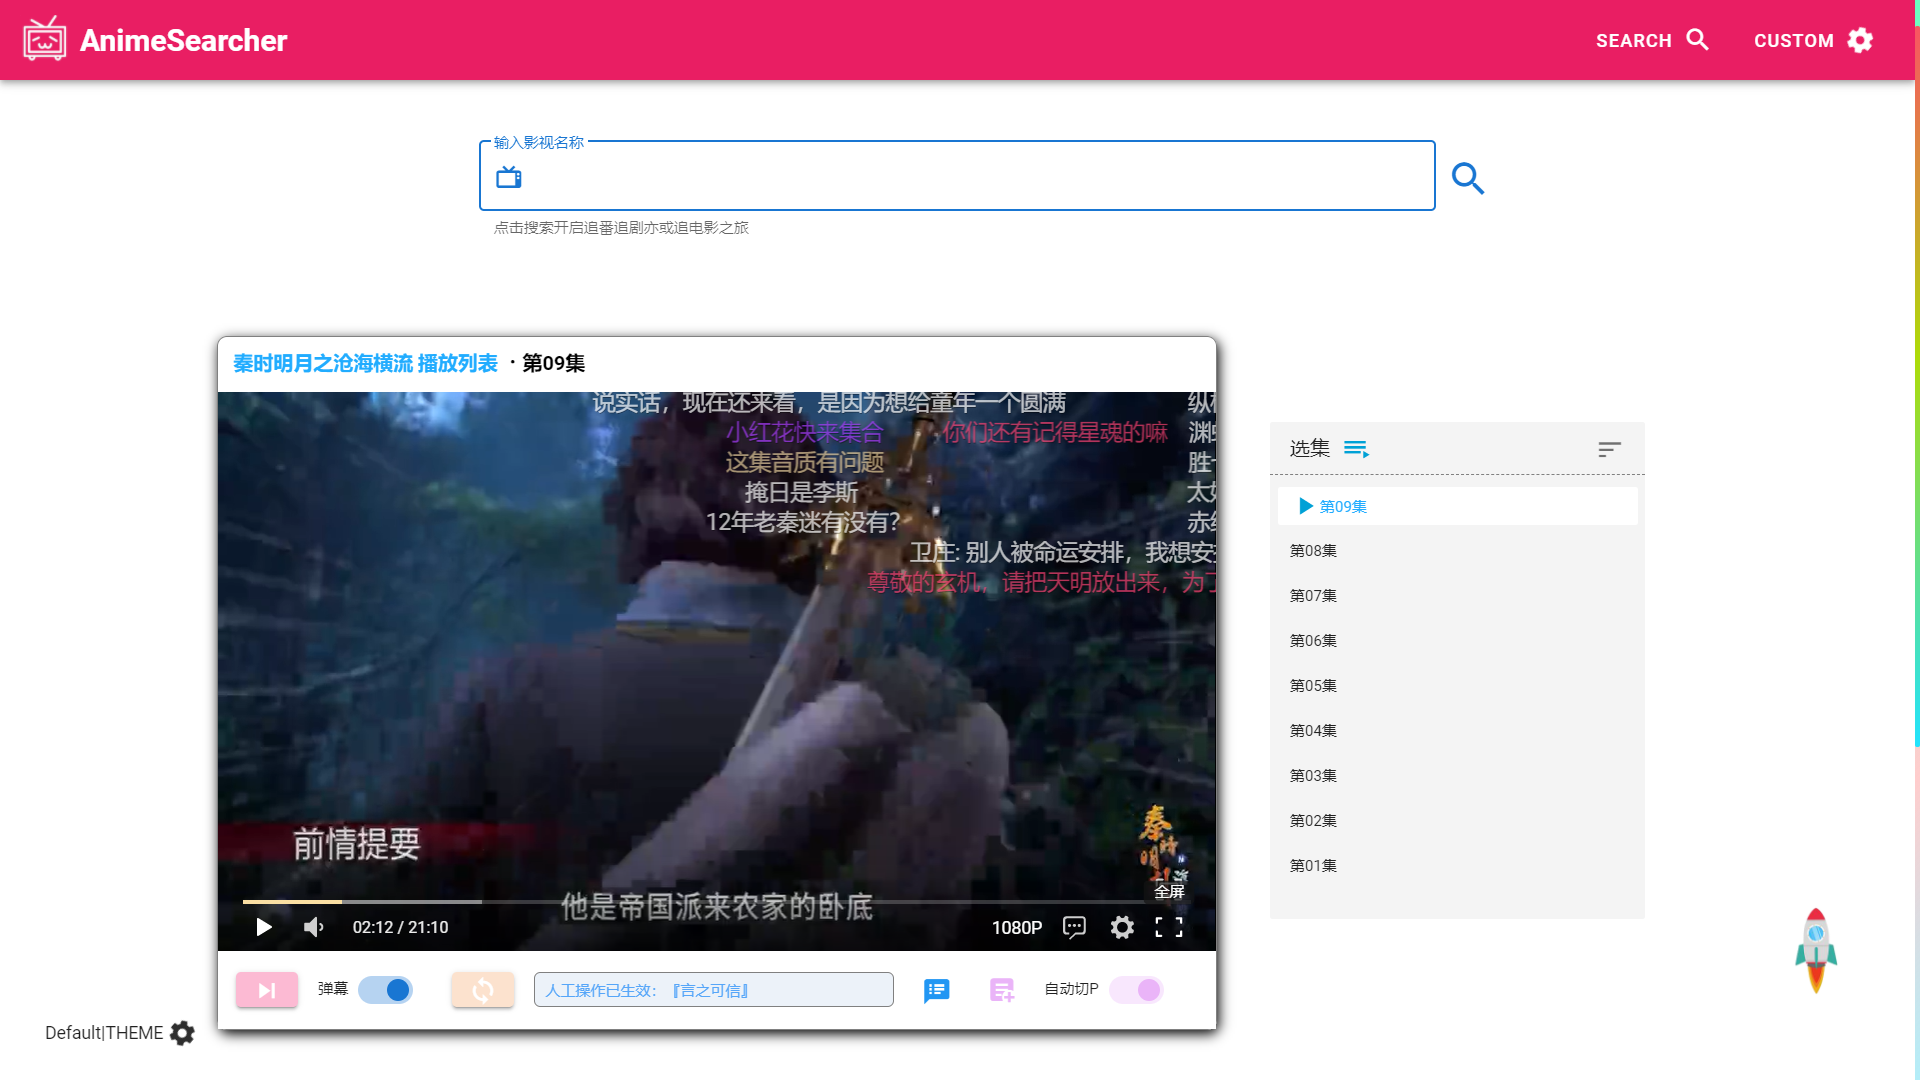 AnimeSearcher
SEARCH
CUSTOM
输入影视名称
点击搜索开启追番追剧亦或追电影之旅
秦时明月之沧海横流 播放列表 · 第09集
说实话，现在还来看，是因为想给童年一个圆满
小红花快来集合
你们还有记得星魂的嘛
这集音质有问题
胜
掩日是李斯
太
12年老秦迷有没有？
赤
卫庄: 别人被命运安排，我想安
尊敬的玄机，请把天明放出来，为了
前情提要
秦时明月
全屏
他是帝国派来农家的卧底
02:12 / 21:10
1080P
弹幕
人工操作已生效：『言之可信』
自动切P
选集
第09集
第08集
第07集
第06集
第05集
第04集
第03集
第02集
第01集
Default|THEME